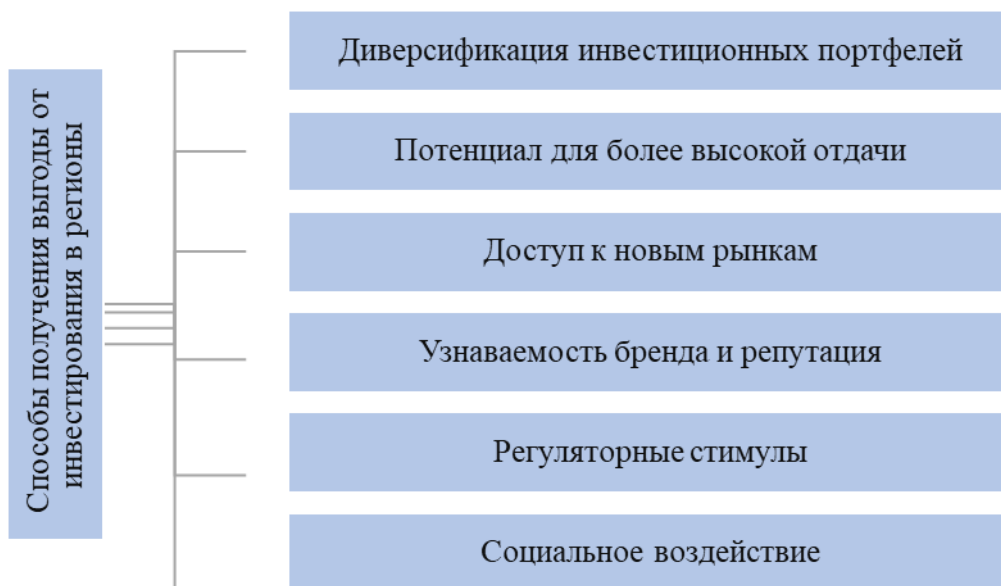 Способы получения выгоды от
инвестирования в регионы
Диверсификация инвестиционных портфелей
Потенциал для более высокой отдачи
Доступ к новым рынкам
Узнаваемость бренда и репутация
Регуляторные стимулы
Социальное воздействие